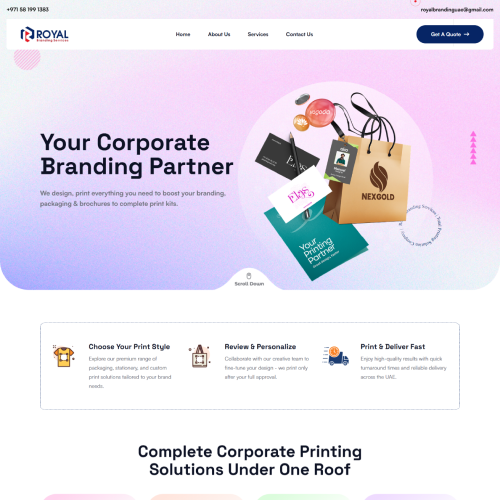 +971 58 199 1383
royalbrandinguae@gmail.com
ROYAL
Branding Services
Home
About Us
Services
Contact Us
Get A Quote
Your Corporate
Branding Partner
We design, print everything you need to boost your branding,
packaging & brochures to complete print kits.
NEXGOLD
Your
Printing
Partner
Scroll Down
Choose Your Print Style
Explore our premium range of
packaging, stationery, and custom
print solutions tailored to your brand
needs.
Review & Personalize
Collaborate with our creative team to
fine-tune your design - we print only
after your full approval.
Print & Deliver Fast
Enjoy high-quality results with quick
turnaround times and reliable delivery
across the UAE.
Complete Corporate Printing
Solutions Under One Roof